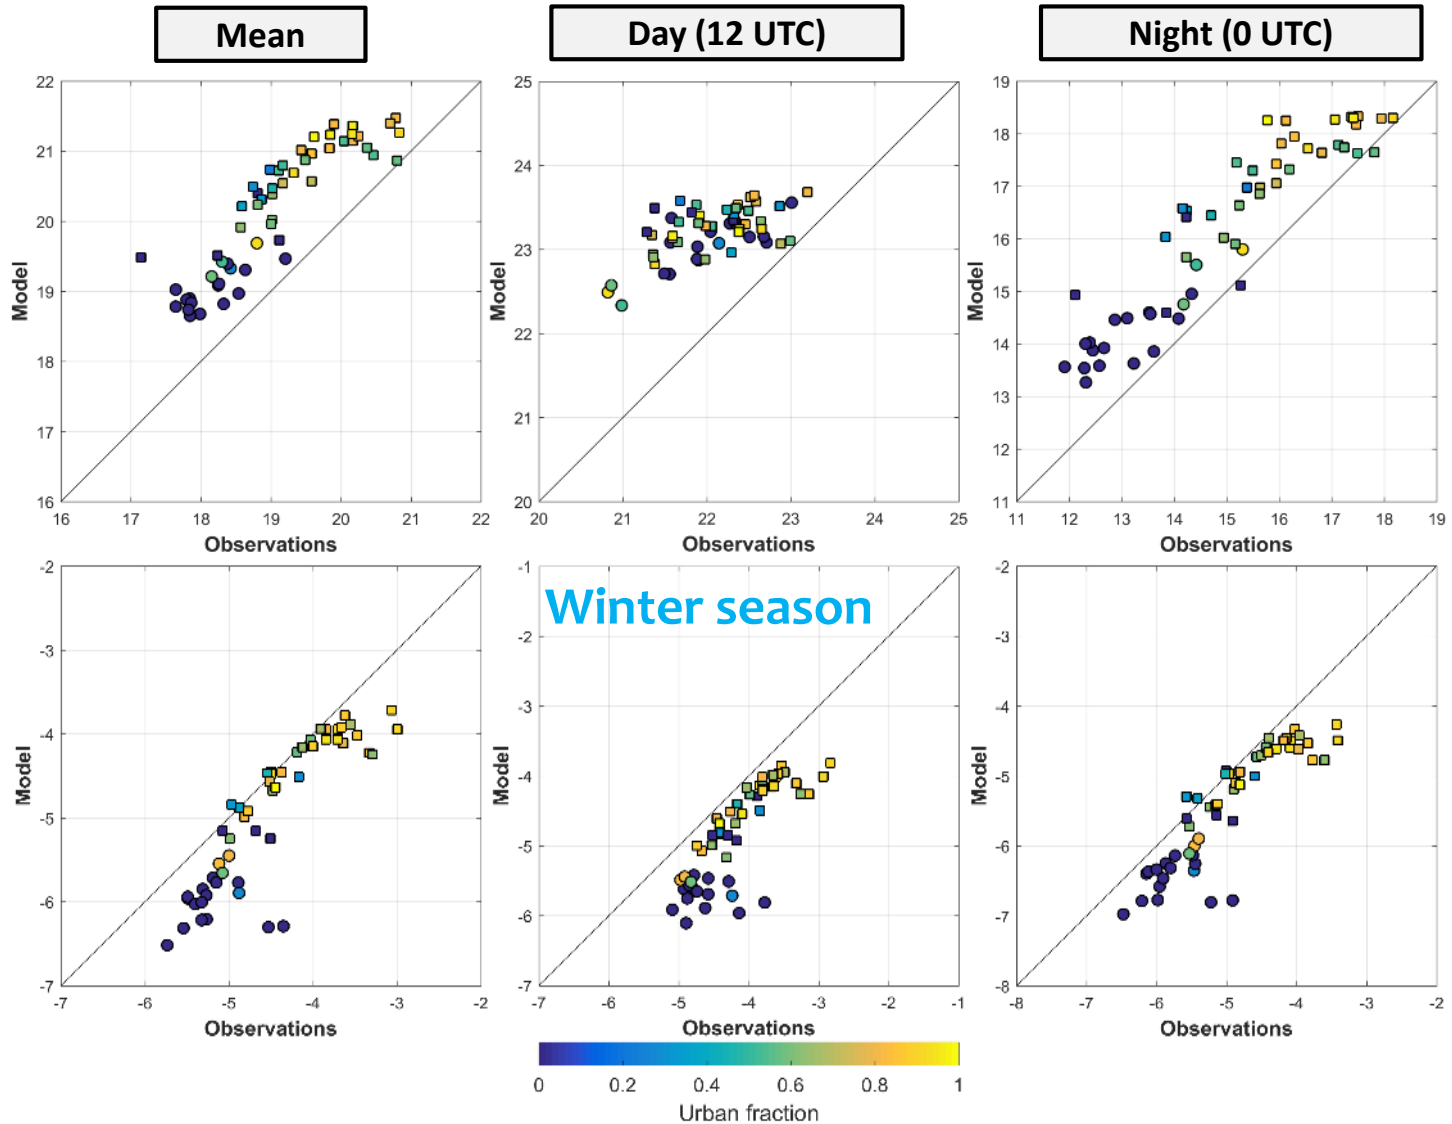 Mean
Day (12 UTC)
Night (0 UTC)
22
21
20
19
18
17
16
16 17 18 19 20 21 22
Model
Observations
25
24
23
22
21
20
20 21 22 23 24 25
Model
Observations
19
18
17
16
15
14
13
12
11
11 12 13 14 15 16 17 18 19
Model
Observations
-2
-3
-4
-5
-6
-7
-7 -6 -5 -4 -3 -2
Model
Observations
Winter season
-1
-2
-3
-4
-5
-6
-7
-7 -6 -5 -4 -3 -2 -1
Model
Observations
-2
-3
-4
-5
-6
-7
-8
-8 -7 -6 -5 -4 -3 -2
Model
Observations
0 0.2 0.4 0.6 0.8 1
Urban fraction